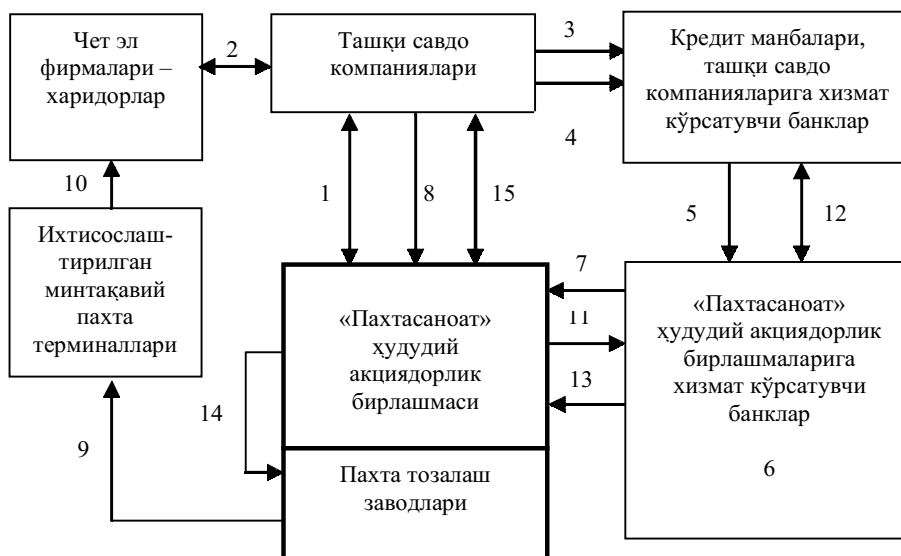 Чет эл
фирмалари –
харидорлар
2
Ташқи савдо
компаниялари
3
4
Кредит манбалари,
ташқи савдо
компанияларига хизмат
кўрсатувчи банклар
10
1
8
15
5
12
Ихтисослаш-
тирилган
минтақавий
пахта
терминаллари
«Пахтасаноат»
ҳудудий
акциядорлик
бирлашмаси
7
11
13
«Пахтасаноат»
ҳудудий акциядорлик
бирлашмаларига
хизмат кўрсатувчи
банклар
6
14
9
Пахта тозалаш
заводлари